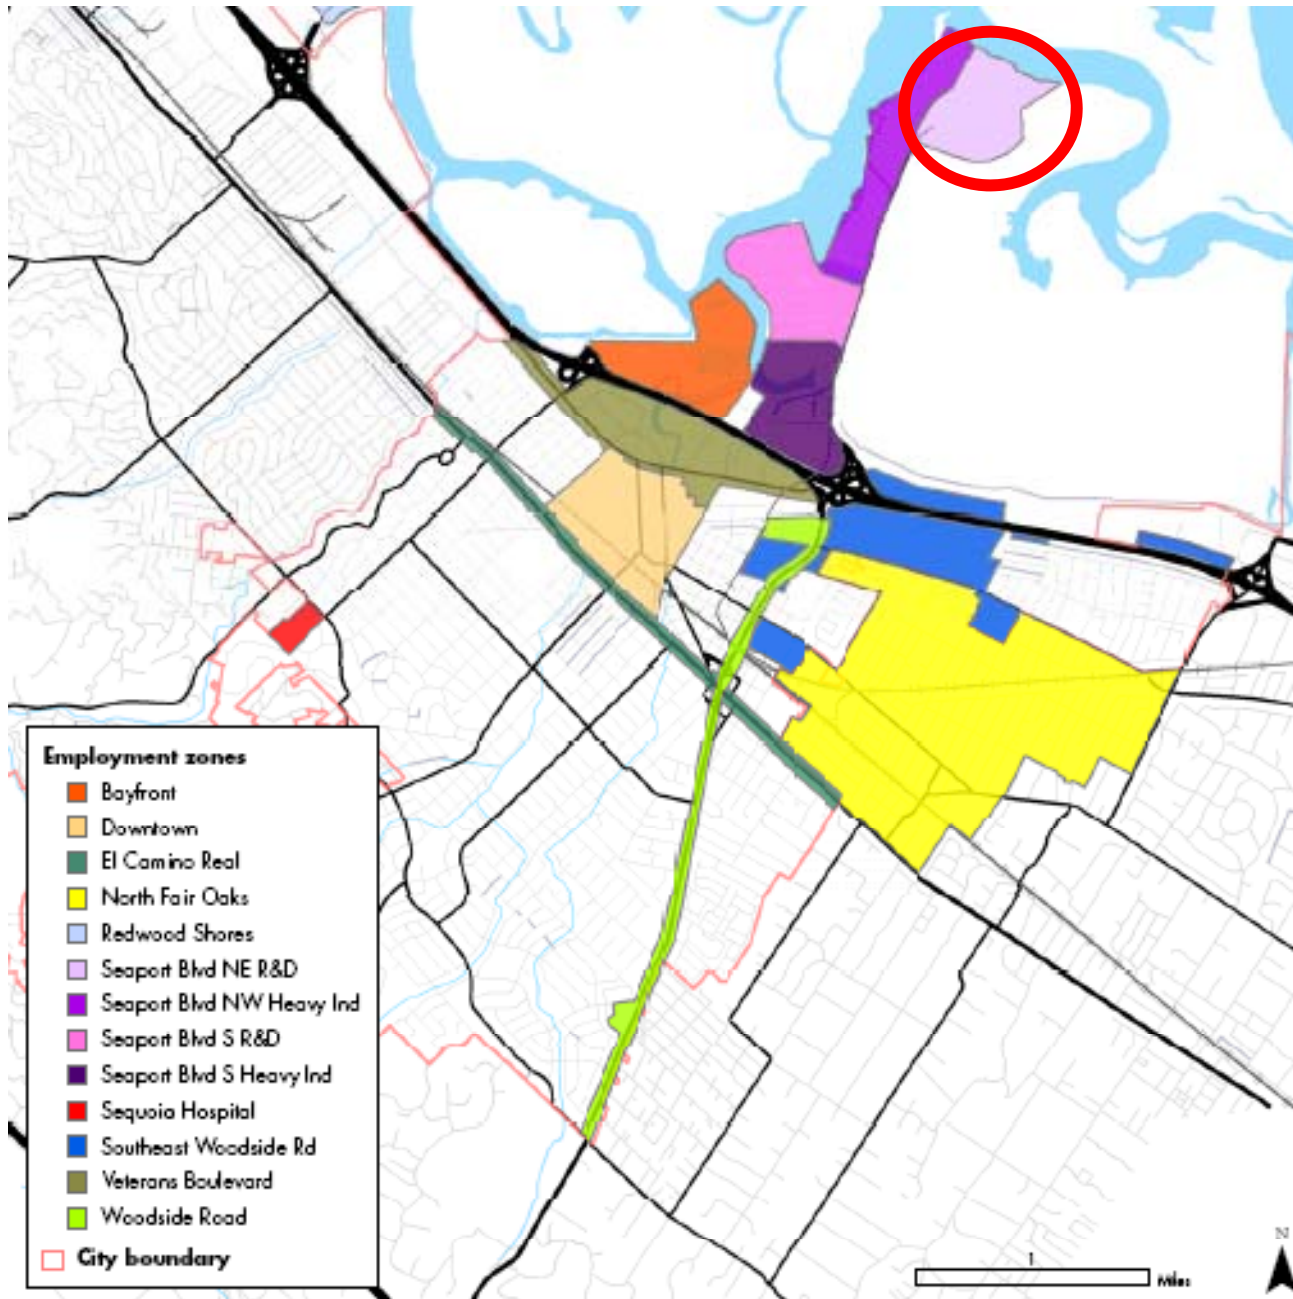 Employment zones
Bayfront
Downtown
El Camino Real
North Fair Oaks
Redwood Shores
Seaport Blvd NE R&D
Seaport Blvd NW Heavy Ind
Seaport Blvd S R&D
Seaport Blvd S Heavy Ind
Sequoia Hospital
Southeast Woodside Rd
Veterans Boulevard
Woodside Road
City boundary
N
1
Miles